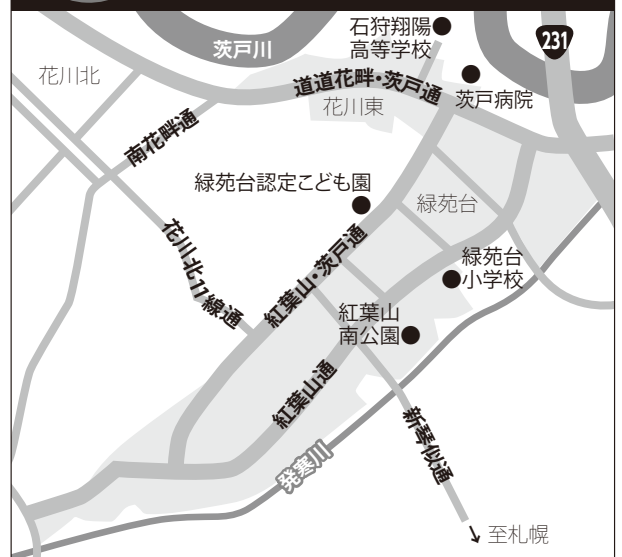 石狩翔陽
高等学校
231
茨戸川
花川北
道道花畔・茨戸通
茨戸病院
花川東
南花畔通
緑苑台認定こども園
緑苑台
花川北11線通
紅葉山・茨戸通
緑苑台
小学校
紅葉山
南公園
紅葉山通
新琴似通
発寒川
至札幌